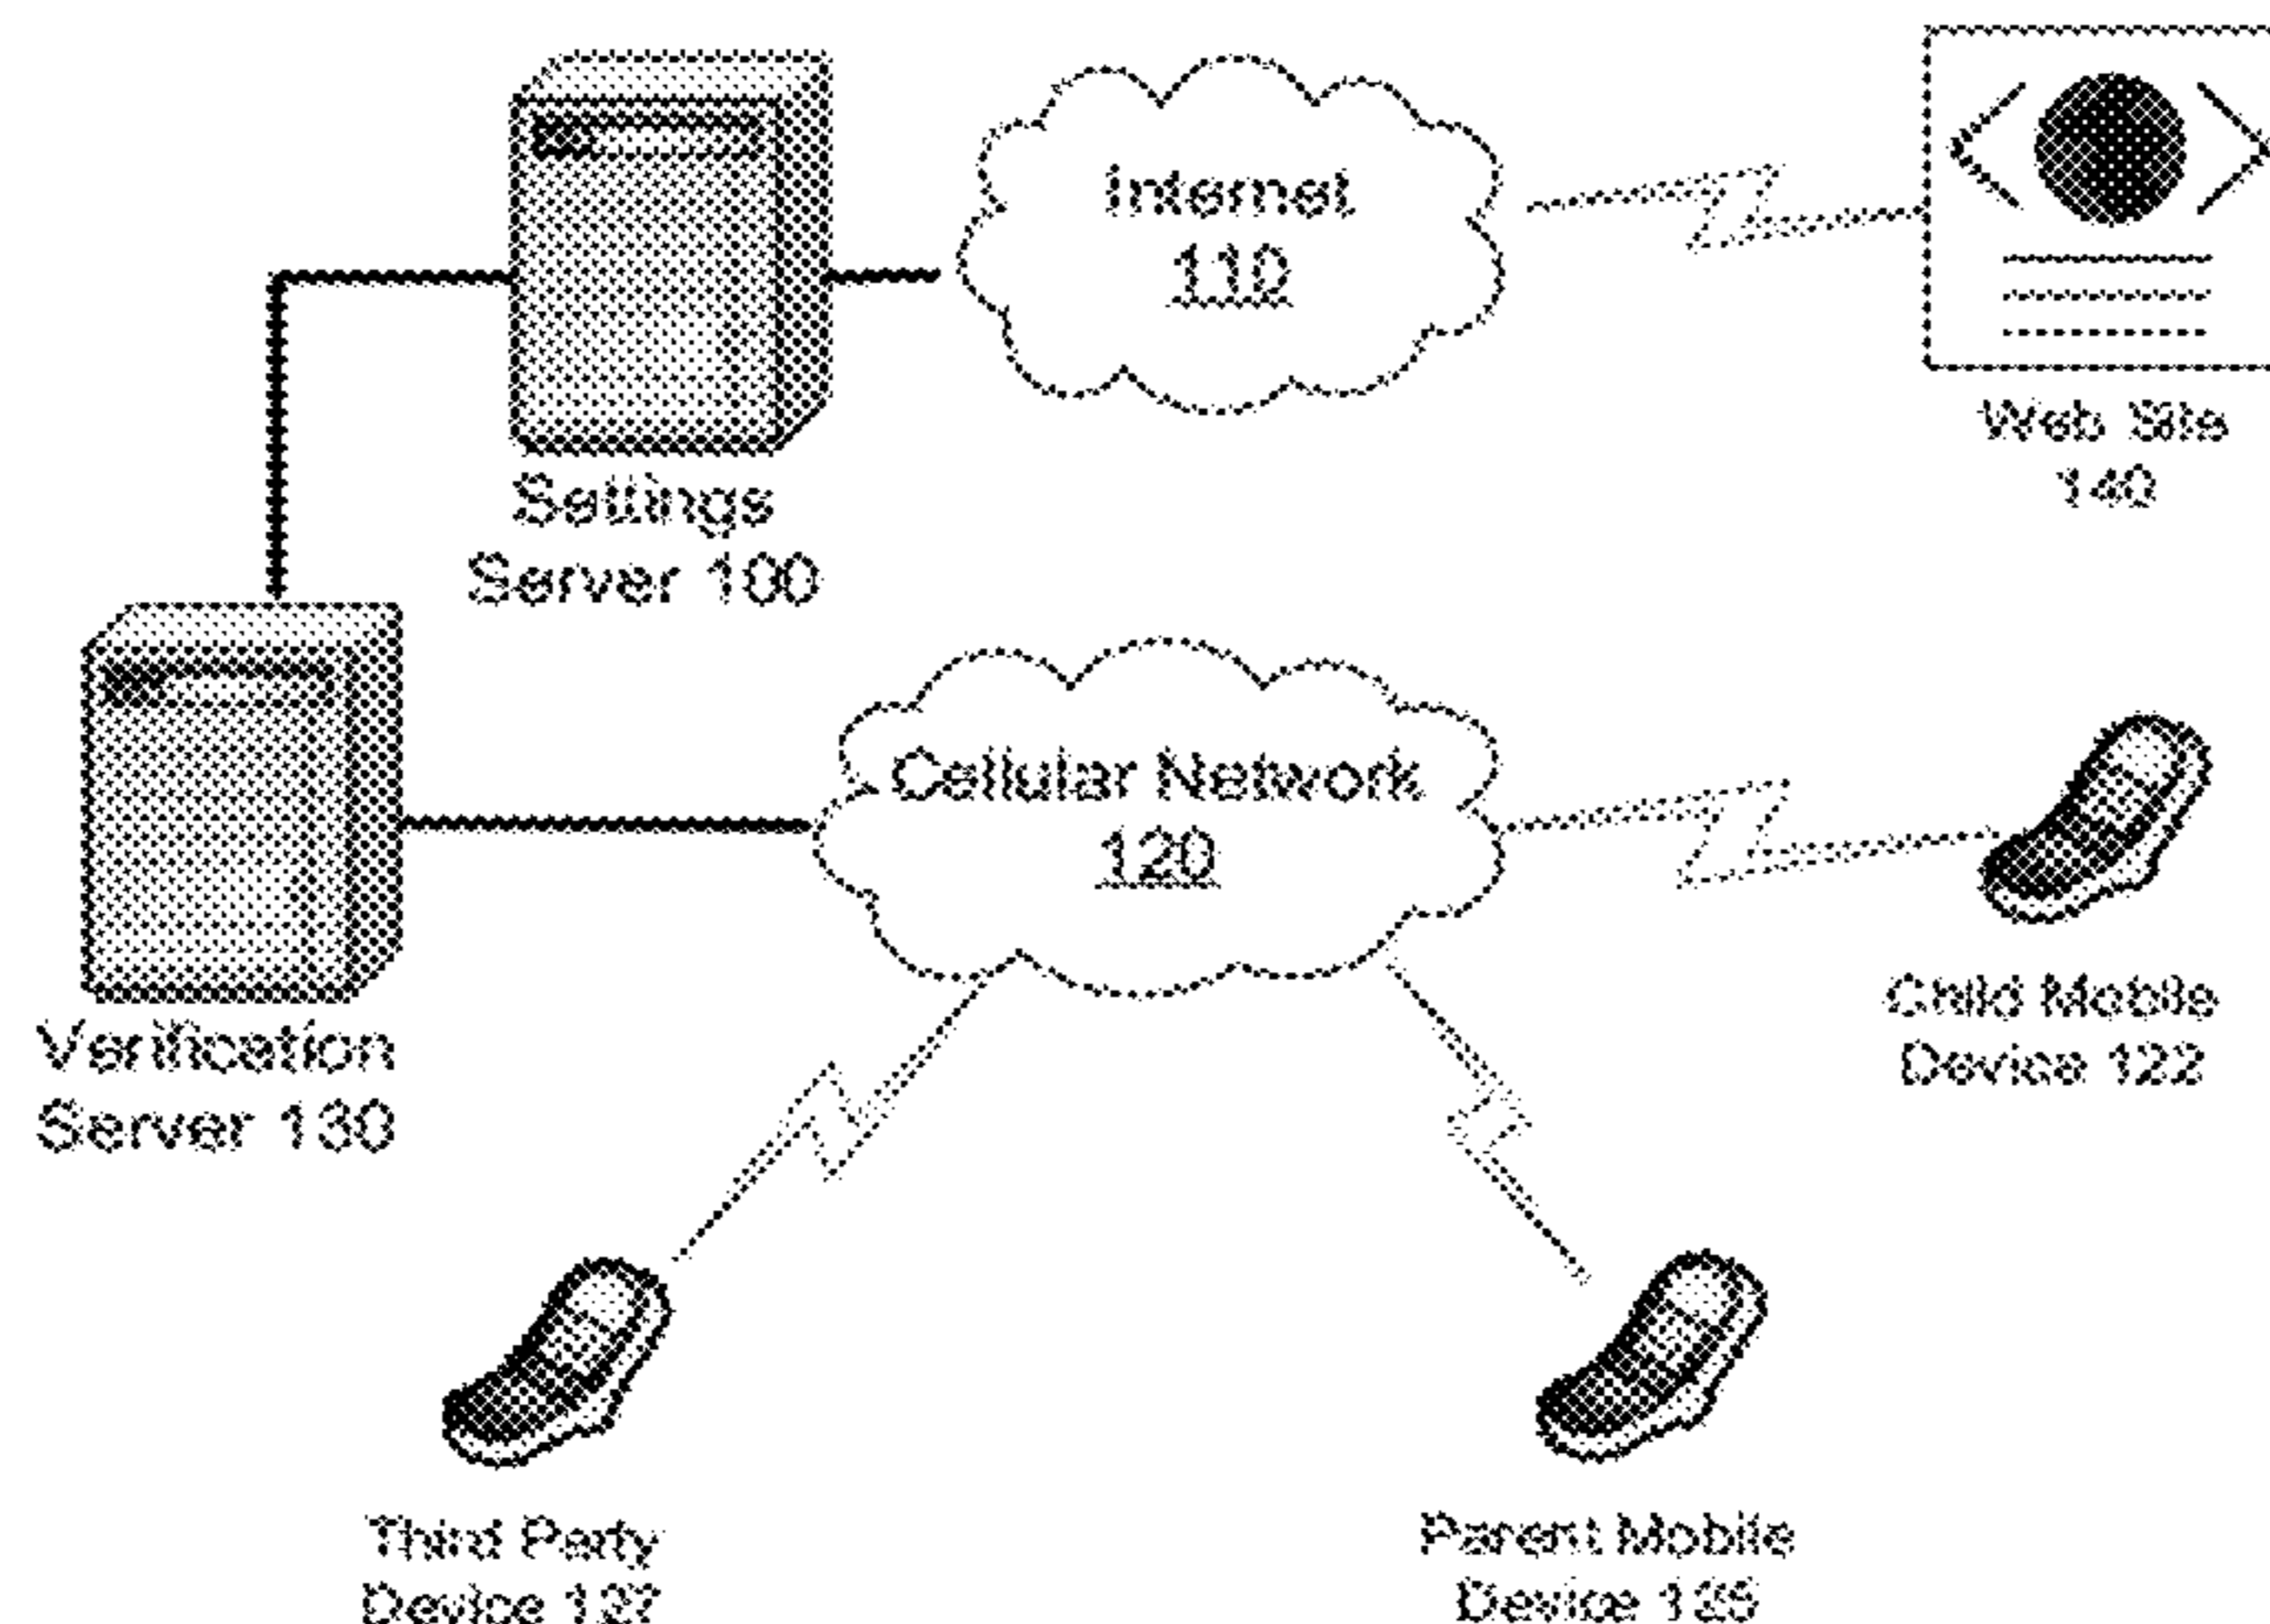 Internet
110
Web Site
140
Settings
Server 100
Cellular Network
120
Child Mobile
Device 122
Verification
Server 130
Third Party
Device 127
Parent Mobile
Device 125